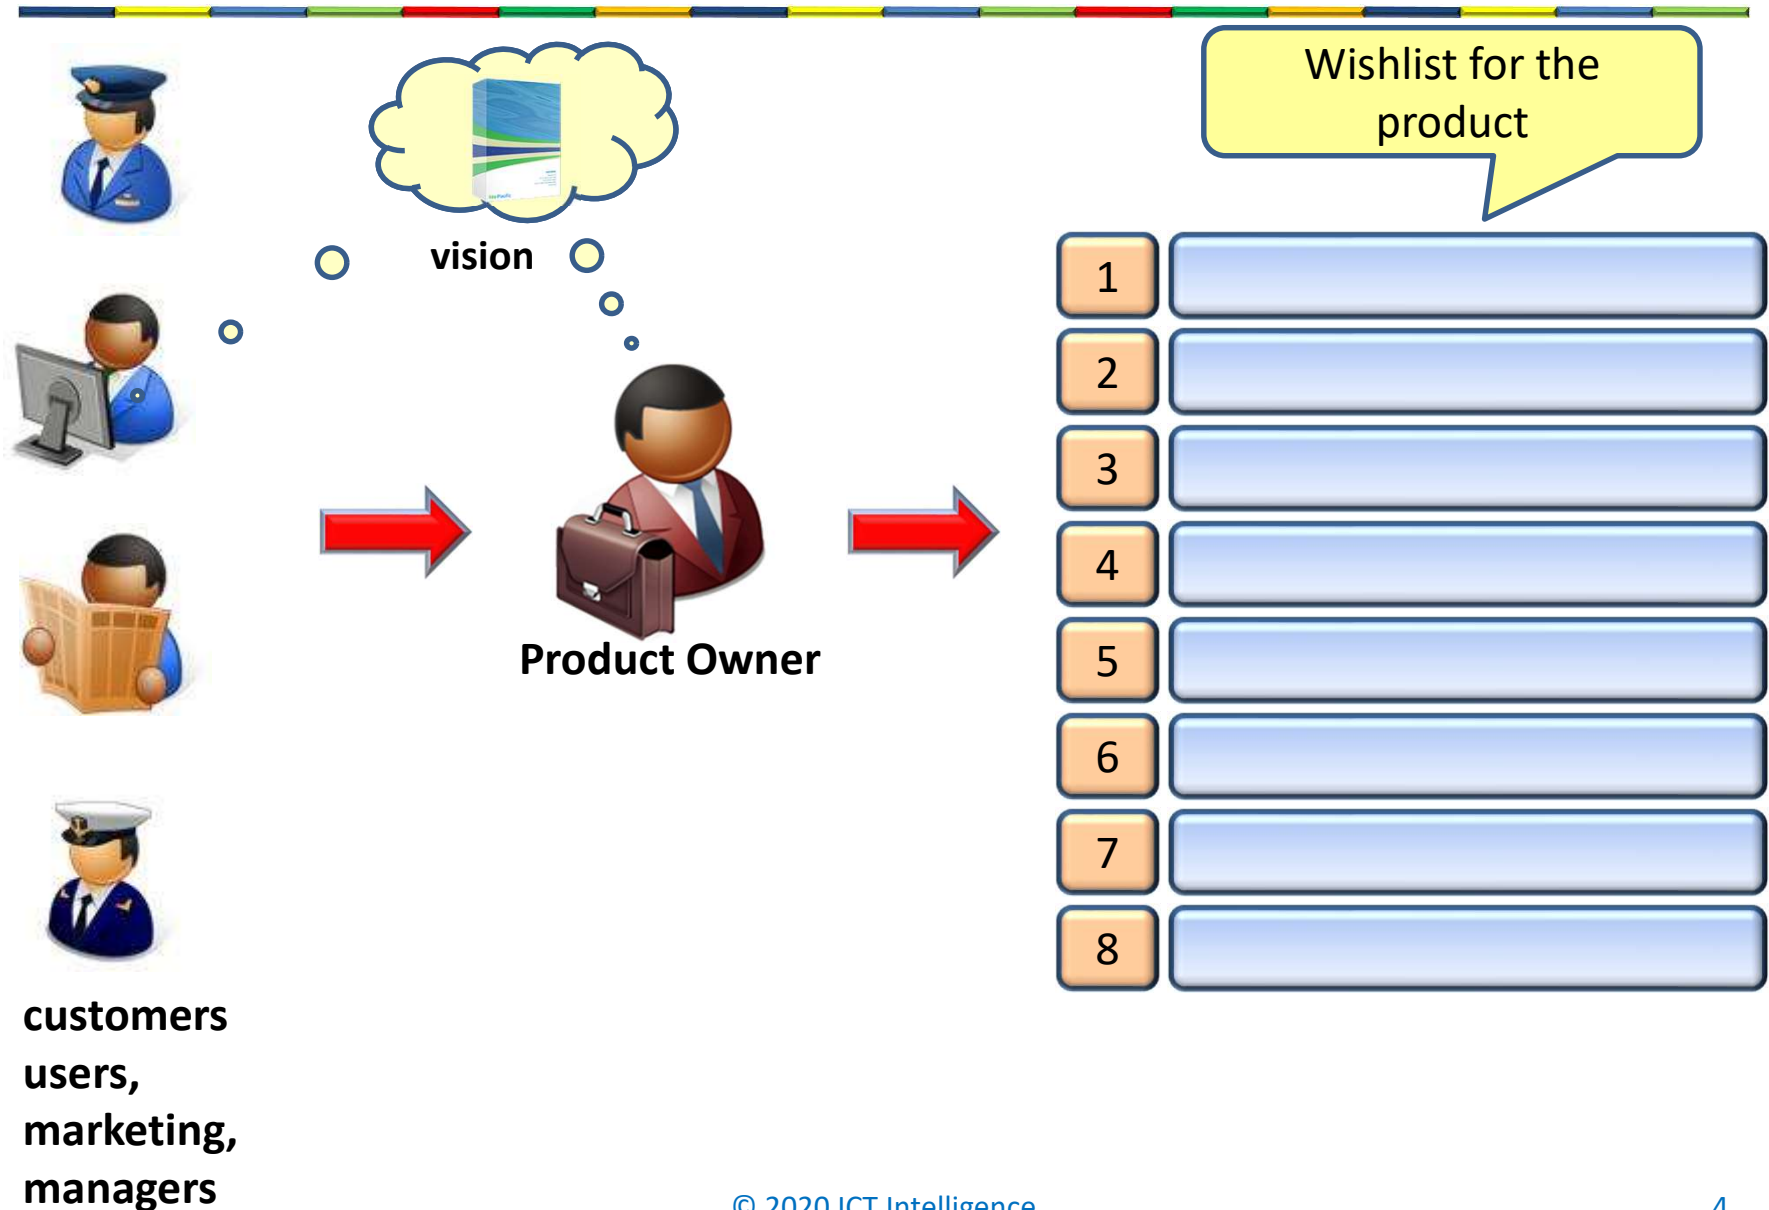 Wishlist for the
product
vision
1
2
3
4
5
6
7
8
Product Owner
customers
users,
marketing,
managers
© 2020 ICT Intelligence
4